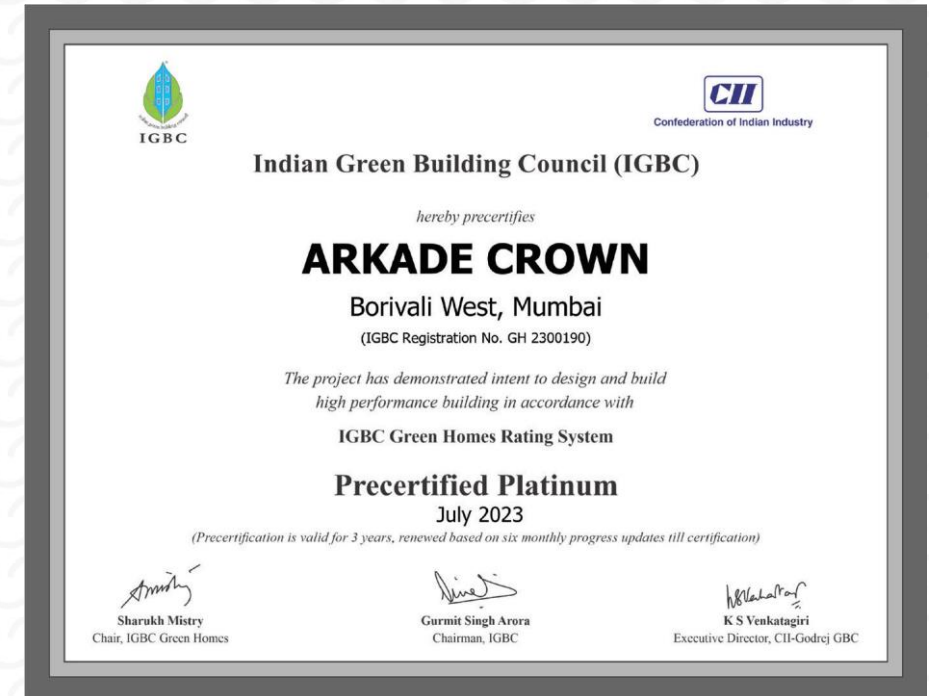 IGBC
CII
Confederation of Indian Industry
Indian Green Building Council (IGBC)
hereby precertifies
ARKADE CROWN
Borivali West, Mumbai
(IGBC Registration No. GH 2300190)
The project has demonstrated intent to design and build
high performance building in accordance with
IGBC Green Homes Rating System
Precertified Platinum
July 2023
(Precertification is valid for 3 years, renewed based on six monthly progress updates till certification)
Sharukh Mistry
Chair, IGBC Green Homes
Gurmit Singh Arora
Chairman, IGBC
K S Venkatagiri
Executive Director, CII-Godrej GBC